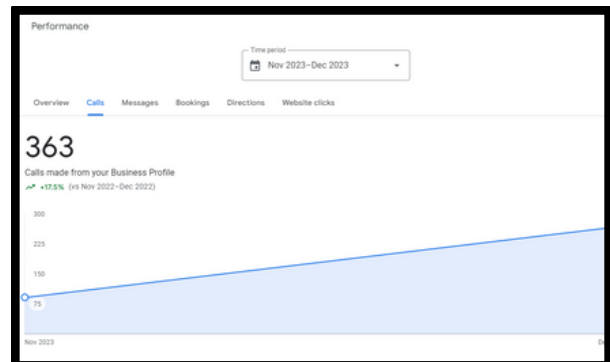 Performance
Time period
Nov 2023–Dec 2023
Overview Calls Messages Bookings Directions Website clicks
363
Calls made from your Business Profile
+17.5% (vs Nov 2022–Dec 2022)
300
225
150
75
Nov 2023 D